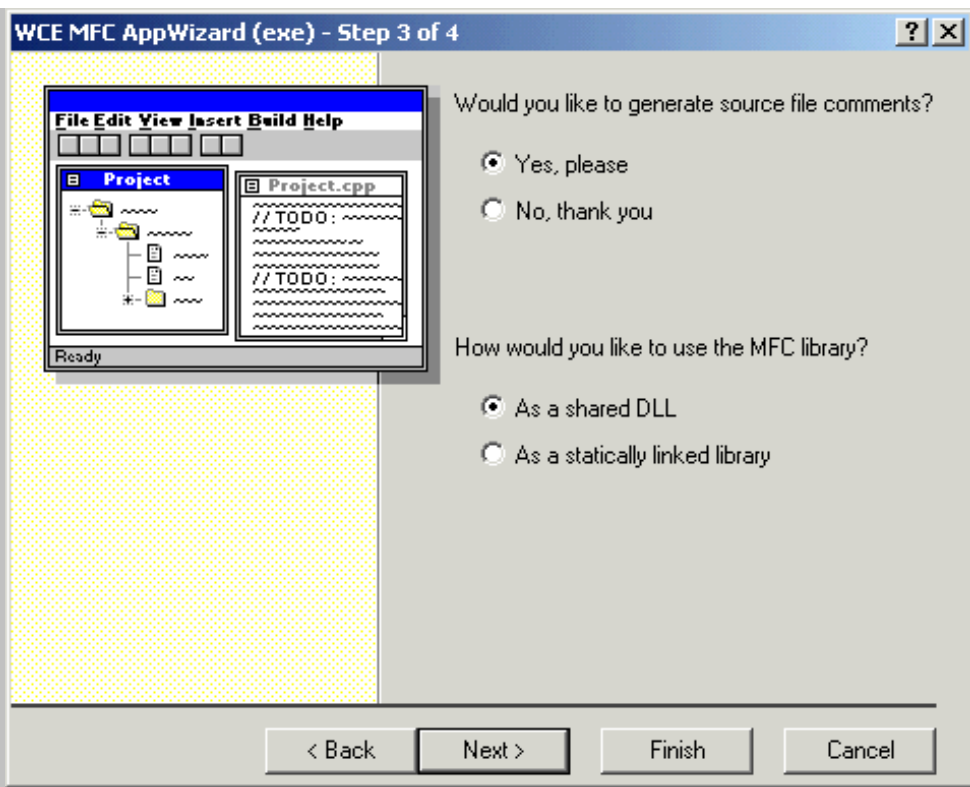 WCE MFC AppWizard (exe) - Step 3 of 4
File Edit View Insert Build Help
Project
Project.cpp
//TODO:
//TODO:
Ready
Would you like to generate source file comments?
Yes, please
No, thank you
How would you like to use the MFC library?
As a shared DLL
As a statically linked library
< Back
Next >
Finish
Cancel